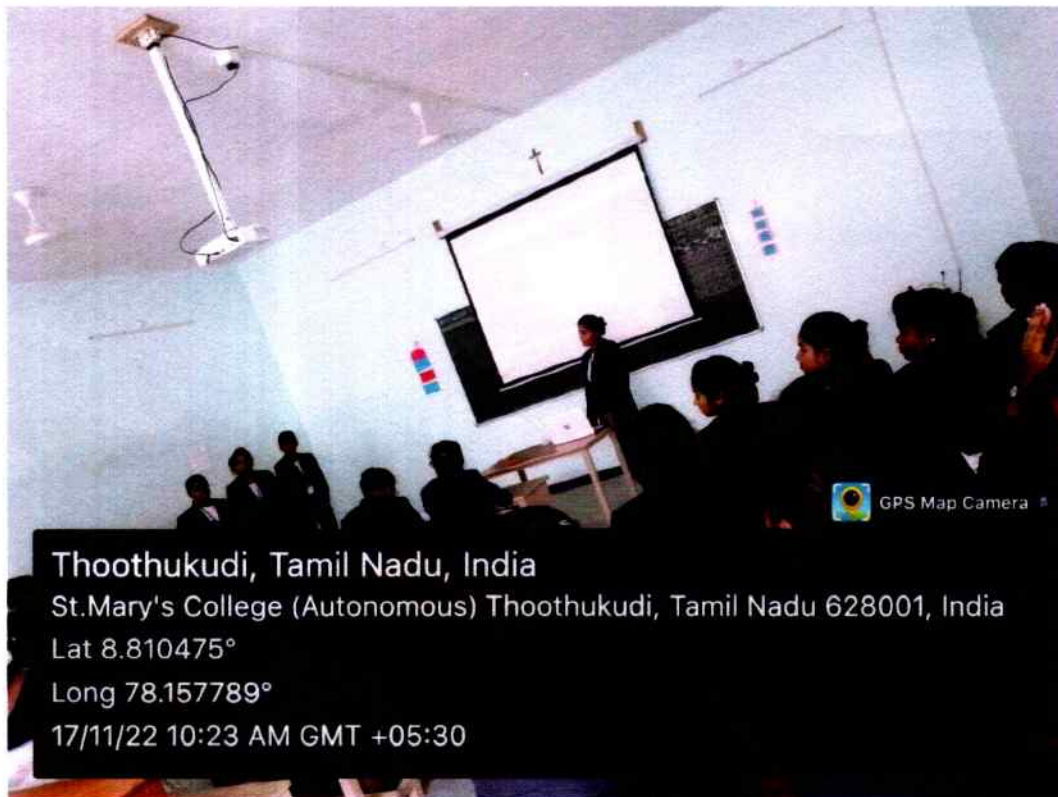 GPS Map Camera
Thoothukudi, Tamil Nadu, India
St.Mary's College (Autonomous) Thoothukudi, Tamil Nadu 628001, India
Lat 8.810475°
Long 78.157789°
17/11/22 10:23 AM GMT +05:30